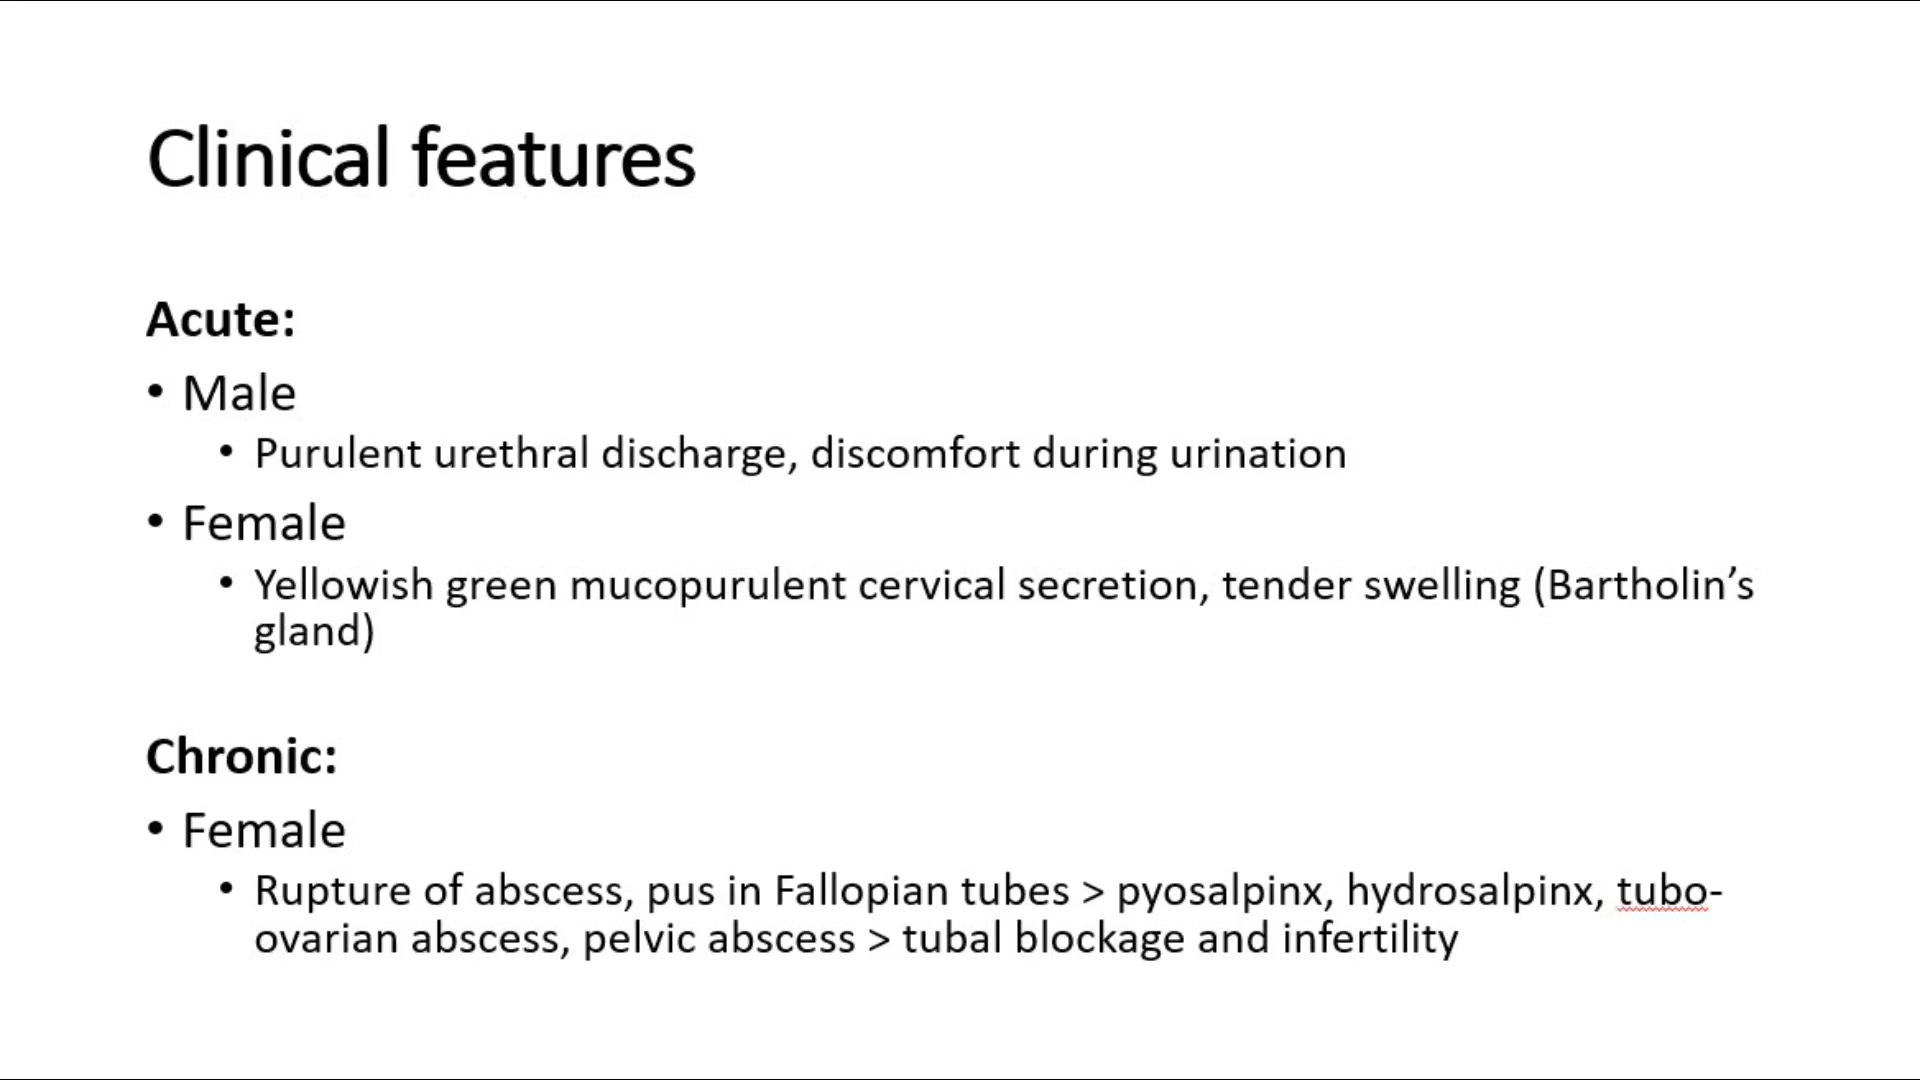 Clinical features
Acute:
• Male
• Purulent urethral discharge, discomfort during urination
• Female
• Yellowish green mucopurulent cervical secretion, tender swelling (Bartholin’s
gland)
Chronic:
• Female
• Rupture of abscess, pus in Fallopian tubes > pyosalpinx, hydrosalpinx, tubo-
ovarian abscess, pelvic abscess > tubal blockage and infertility